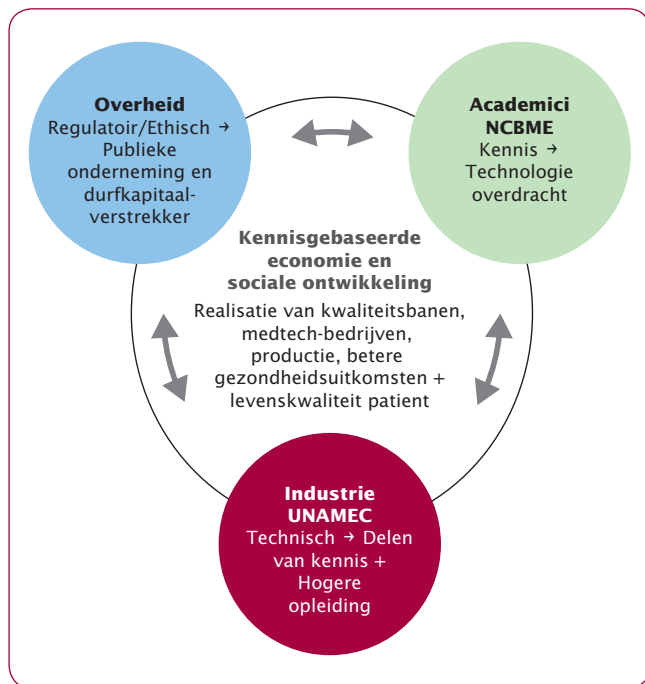 Overheid
Regulatoir/Ethisch →
Publieke
onderneming en
durfkapitaal-
verstrekker
Academici
NCBME
Kennis →
Technologie
overdracht
Kennisgebaseerde
economie en
sociale ontwikkeling
Realisatie van kwaliteitsbanen,
medtech-bedrijven,
productie, betere
gezondheidsuitkomsten +
levenskwaliteit patient
Industrie
UNAMEC
Technisch → Delen
van kennis +
Hogere
opleiding